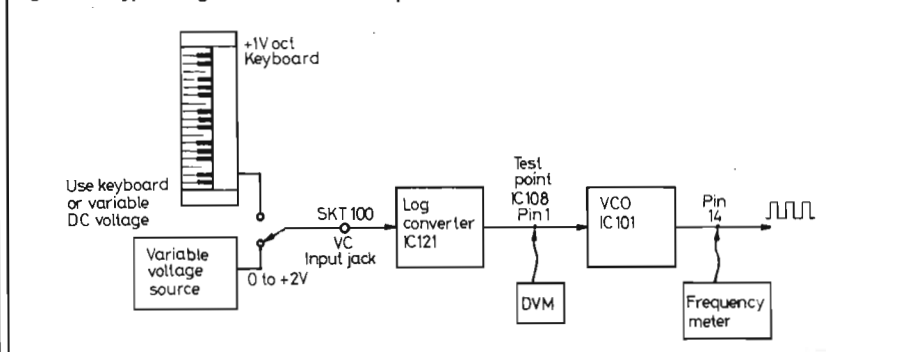 +1V oct
Keyboard
Use keyboard
or variable
DC voltage
Variable
voltage
source
0 to +2V
SKT 100
VC
Input jack
Log
converter
IC121
Test
point
IC108
Pin 1
DVM
VCO
IC101
Pin
14
Frequency
meter